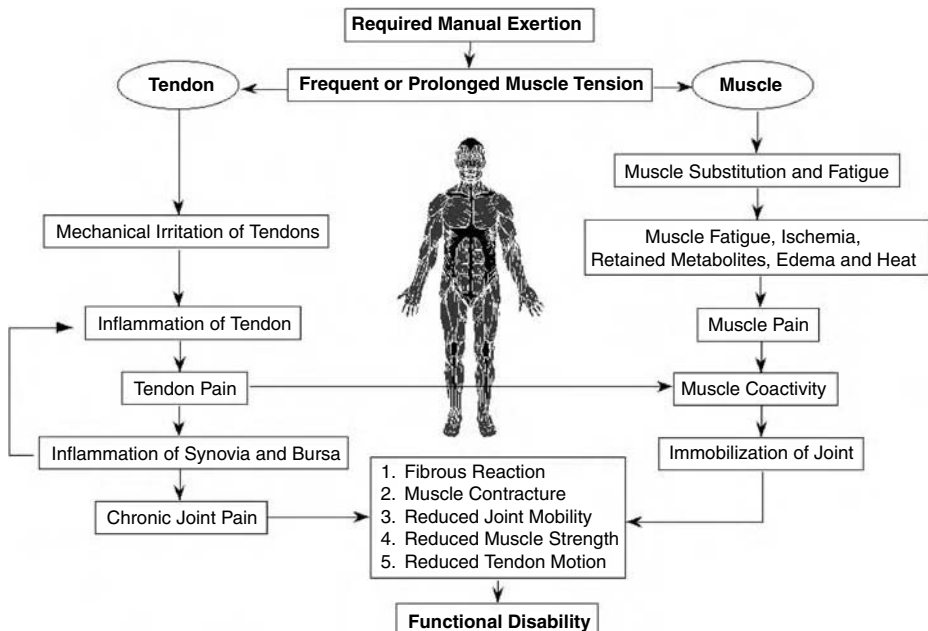 Required Manual Exertion
Tendon
Frequent or Prolonged Muscle Tension
Muscle
Muscle Substitution and Fatigue
Mechanical Irritation of Tendons
Muscle Fatigue, Ischemia,
Retained Metabolites, Edema and Heat
Inflammation of Tendon
Muscle Pain
Tendon Pain
Muscle Coactivity
Inflammation of Synovia and Bursa
Immobilization of Joint
Chronic Joint Pain
1. Fibrous Reaction
2. Muscle Contracture
3. Reduced Joint Mobility
4. Reduced Muscle Strength
5. Reduced Tendon Motion
Functional Disability